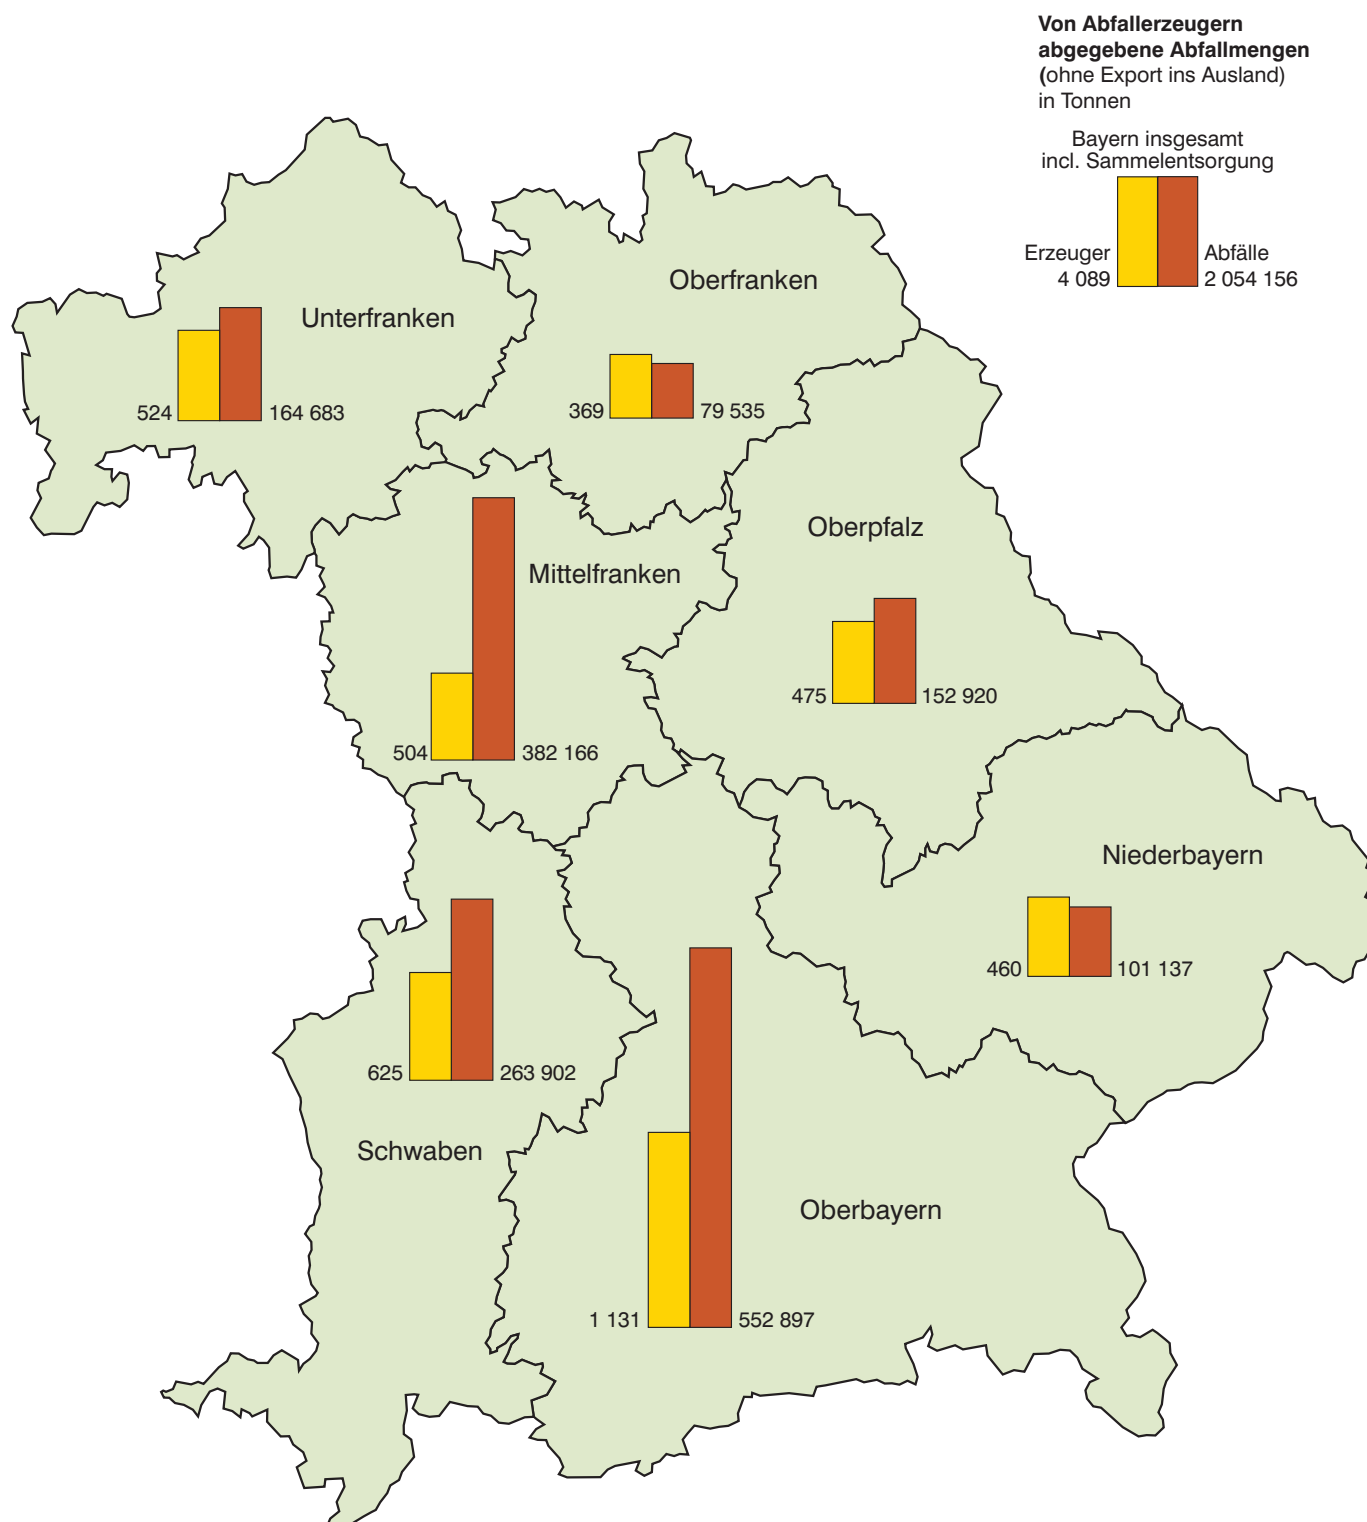 Von Abfallerzeugern
abgegebene Abfallmengen
(ohne Export ins Ausland)
in Tonnen
Bayern insgesamt
incl. Sammelentsorgung
Erzeuger
4 089
Abfälle
2 054 156
Unterfranken
524
164 683
Oberfranken
369
79 535
Mittelfranken
504
382 166
Oberpfalz
475
152 920
Niederbayern
460
101 137
Schwaben
625
263 902
Oberbayern
1 131
552 897